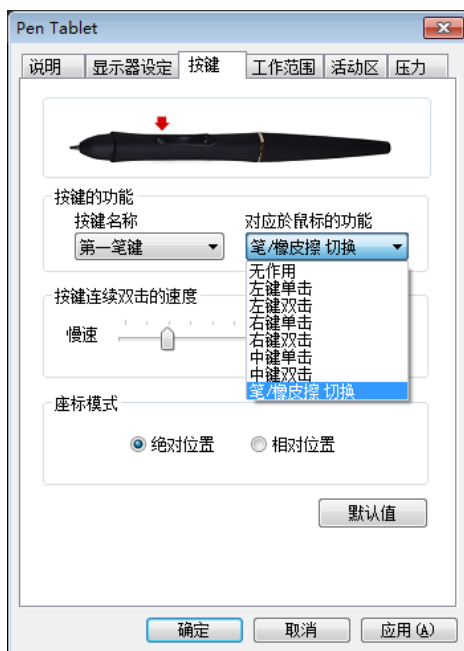 Pen Tablet
说明 显示器设定 按键 工作范围 活动区 压力
按键的功能
按键名称 对应於鼠标的功能
第一笔键 笔/橡皮擦 切换
无作用
左键单击
左键双击
右键单击
右键双击
中键单击
中键双击
笔/橡皮擦 切换
按键连续双击的速度
慢速
座标模式
绝对位置 相对位置
默认值
确定 取消 应用(A)